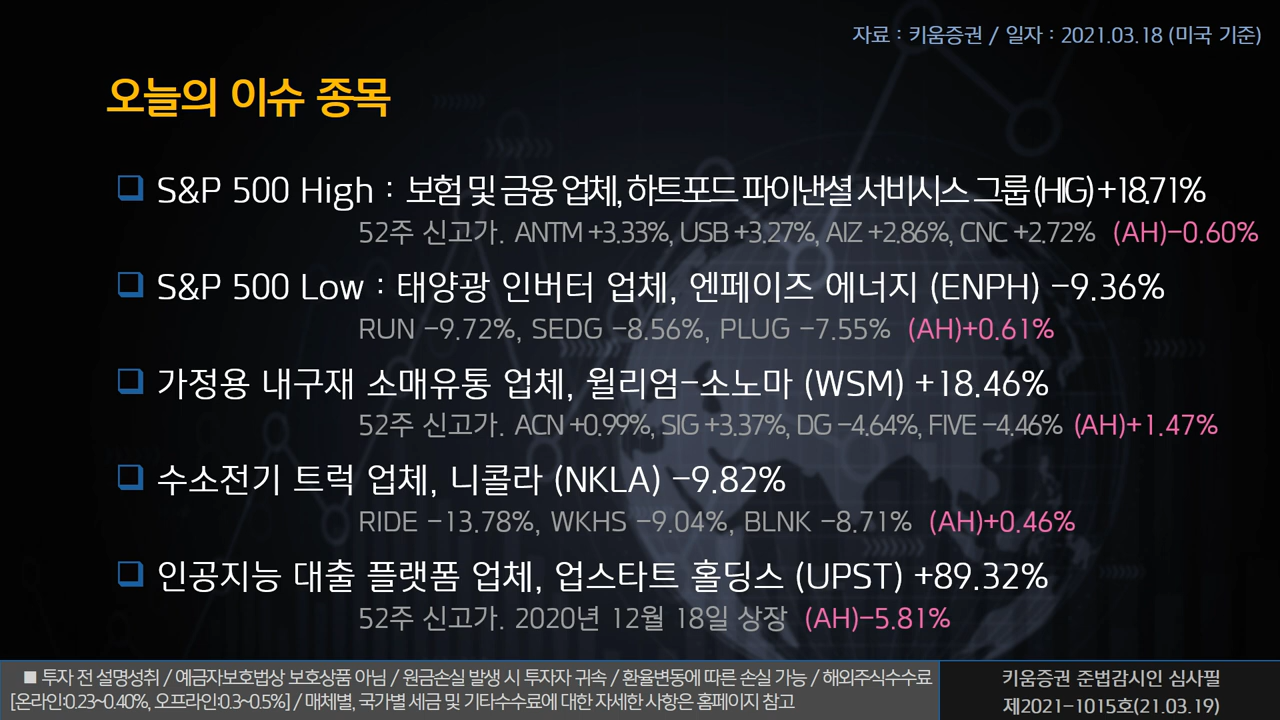 자료 : 키움증권 / 일자 : 2021.03.18 (미국 기준)
오늘의 이슈 종목
❑ S&P 500 High : 보험 및 금융 업체, 하트포드 파이낸셜 서비시스 그룹 (HIG) +18.71%
52주 신고가. ANTM +3.33%, USB +3.27%, AIZ +2.86%, CNC +2.72% (AH)-0.60%
❑ S&P 500 Low : 태양광 인버터 업체, 엔페이즈 에너지 (ENPH) -9.36%
RUN -9.72%, SEDG -8.56%, PLUG -7.55% (AH)+0.61%
❑ 가정용 내구재 소매유통 업체, 윌리엄-소노마 (WSM) +18.46%
52주 신고가. ACN +0.99%, SIG +3.37%, DG -4.64%, FIVE -4.46% (AH)+1.47%
❑ 수소전기 트럭 업체, 니콜라 (NKLA) -9.82%
RIDE -13.78%, WKHS -9.04%, BLNK -8.71% (AH)+0.46%
❑ 인공지능 대출 플랫폼 업체, 업스타트 홀딩스 (UPST) +89.32%
52주 신고가. 2020년 12월 18일 상장 (AH)-5.81%
■ 투자 전 설명성취 / 예금자보호법상 보호상품 아님 / 원금손실 발생 시 투자자 귀속 / 환율변동에 따른 손실 가능 / 해외주식수수료
[온라인:0.23~0.40%, 오프라인:0.3~0.5%] / 매체별, 국가별 세금 및 기타수수료에 대한 자세한 사항은 홈페이지 참고
키움증권 준법감시인 심사필
제2021-1015호(21.03.19)